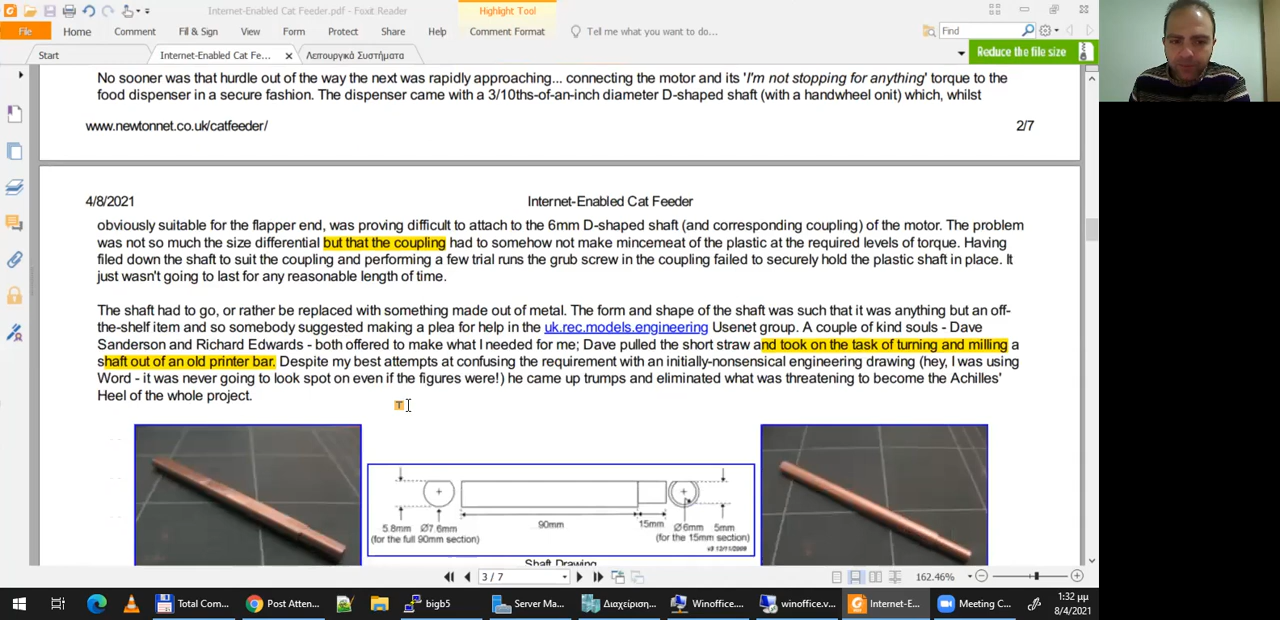 Internet-Enabled Cat Feeder.pdf - Foxit Reader
Highlight Tool
File
Home
Comment
Fill & Sign
View
Form
Protect
Share
Help
Comment Format
Tell me what you want to do...
Find
Start
Internet-Enabled Cat Fe...
Λειτουργικά Συστήματα
Reduce the file size
No sooner was that hurdle out of the way the next was rapidly approaching... connecting the motor and its 'I'm not stopping for anything' torque to the
food dispenser in a secure fashion. The dispenser came with a 3/10ths-of-an-inch diameter D-shaped shaft (with a handwheel onit) which, whilst
www.newtonnet.co.uk/catfeeder/
2/7
4/8/2021
Internet-Enabled Cat Feeder
obviously suitable for the flapper end, was proving difficult to attach to the 6mm D-shaped shaft (and corresponding coupling) of the motor. The problem
was not so much the size differential but that the coupling had to somehow not make mincemeat of the plastic at the required levels of torque. Having
filed down the shaft to suit the coupling and performing a few trial runs the grub screw in the coupling failed to securely hold the plastic shaft in place. It
just wasn't going to last for any reasonable length of time.
The shaft had to go, or rather be replaced with something made out of metal. The form and shape of the shaft was such that it was anything but an off-
the-shelf item and so somebody suggested making a plea for help in the uk.rec.models.engineering Usenet group. A couple of kind souls - Dave
Sanderson and Richard Edwards - both offered to make what I needed for me; Dave pulled the short straw and took on the task of turning and milling a
shaft out of an old printer bar. Despite my best attempts at confusing the requirement with an initially-nonsensical engineering drawing (hey, I was using
Word - it was never going to look spot on even if the figures were!) he came up trumps and eliminated what was threatening to become the Achilles'
Heel of the whole project.
5.8mm Ø7.6mm
(for the full 90mm section)
90mm
15mm
Ø6mm 5mm
(for the 15mm section)
v3 12/11/2009
Shaft Drawing
3 / 7
162.46%
Total Com...
Post Atten...
bigb5
Server Ma...
Διαχείριση...
Winoffice....
winoffice.v...
Internet-E...
Meeting C...
1:32 μμ
8/4/2021